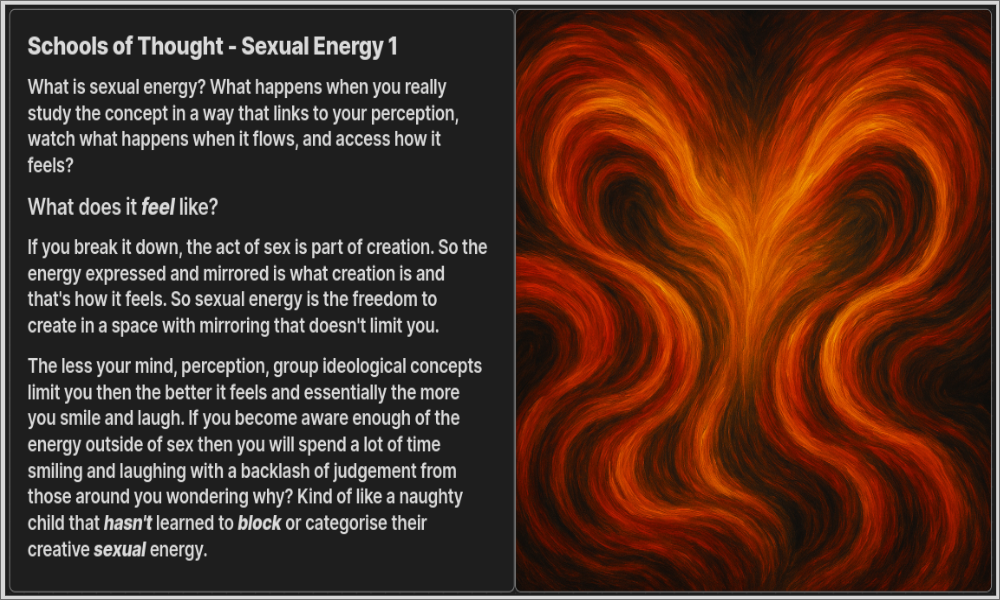 Schools of Thought - Sexual Energy 1
What is sexual energy? What happens when you really
study the concept in a way that links to your perception,
watch what happens when it flows, and access how it
feels?
What does it feel like?
If you break it down, the act of sex is part of creation. So the
energy expressed and mirrored is what creation is and
that's how it feels. So sexual energy is the freedom to
create in a space with mirroring that doesn't limit you.
The less your mind, perception, group ideological concepts
limit you then the better it feels and essentially the more
you smile and laugh. If you become aware enough of the
energy outside of sex then you will spend a lot of time
smiling and laughing with a backlash of judgement from
those around you wondering why? Kind of like a naughty
child that hasn't learned to block or categorise their
creative sexual energy.